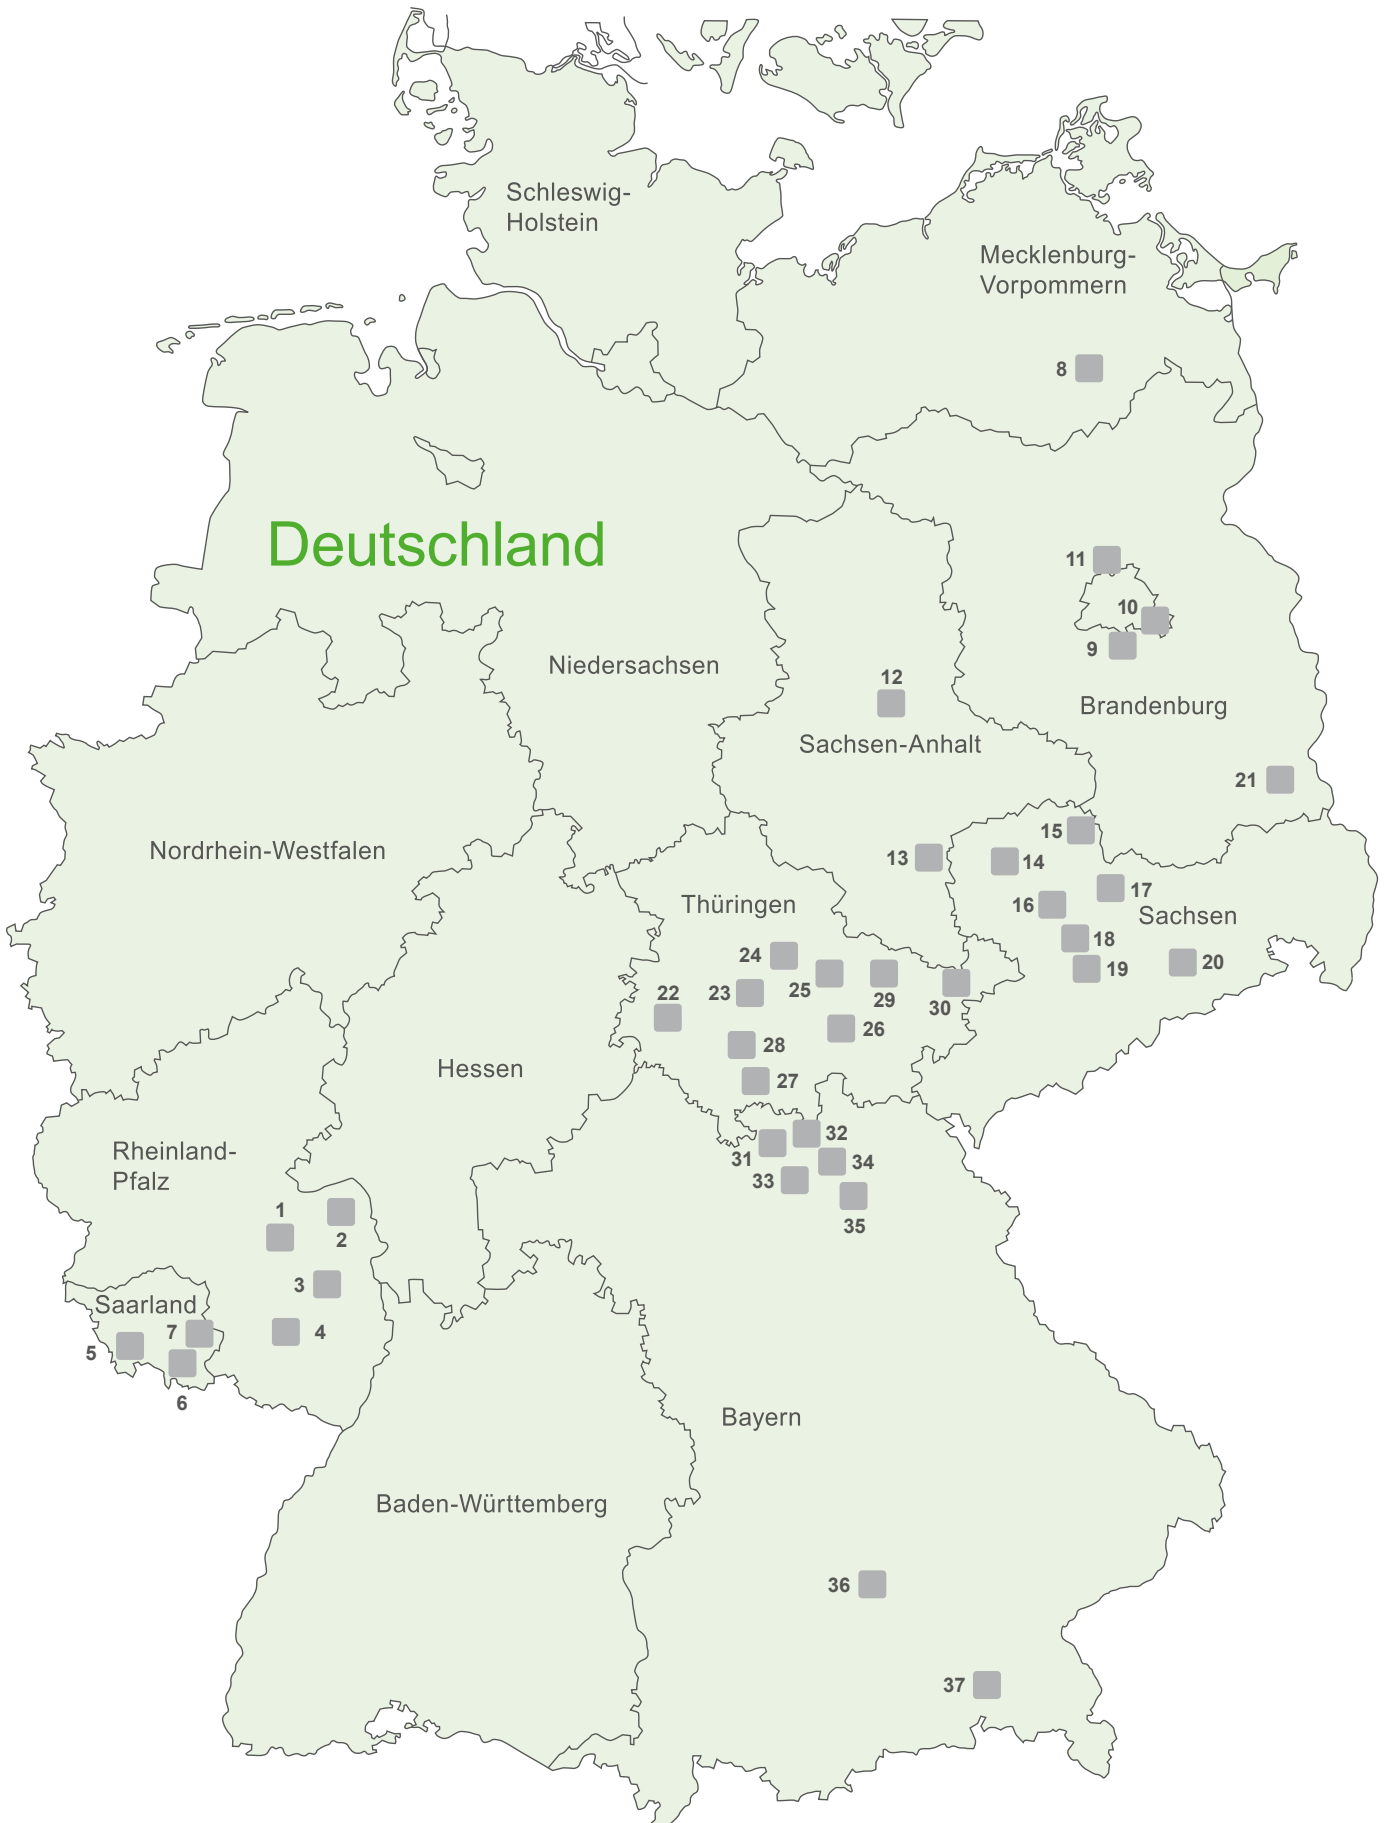 Schleswig-
Holstein
Mecklenburg-
Vorpommern
8
Deutschland
11
10
9
Niedersachsen
12
Brandenburg
Sachsen-Anhalt
21
15
Nordrhein-Westfalen
13
14
17
Thüringen
16
Sachsen
18
24
19
20
25
29
22
23
30
26
28
Hessen
27
32
Rheinland-
Pfalz
31
34
33
1
35
2
3
Saarland
7
4
5
6
Bayern
Baden-Württemberg
36
37